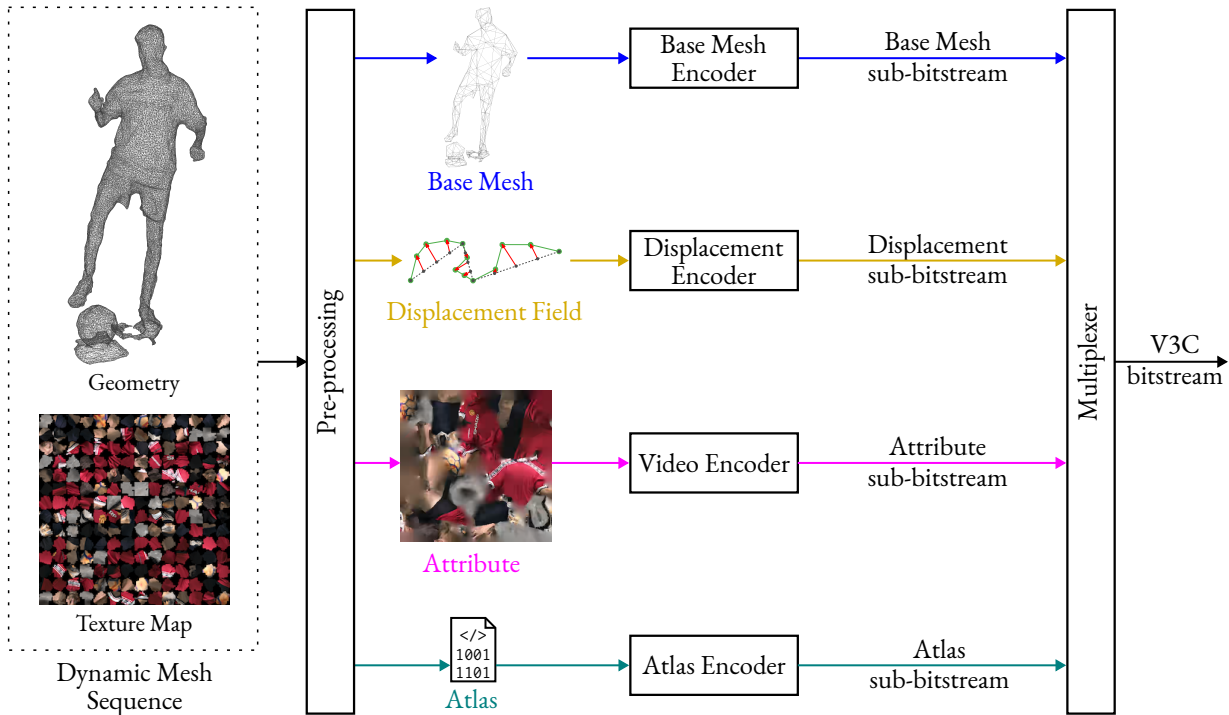 Geometry
Texture Map
Dynamic Mesh
Sequence
Pre-processing
Base Mesh
Base Mesh
Encoder
Base Mesh
sub-bitstream
Displacement Field
Displacement
Encoder
Displacement
sub-bitstream
Attribute
Video Encoder
Attribute
sub-bitstream
</>
1001
1101
Atlas
Atlas Encoder
Atlas
sub-bitstream
Multiplexer
V3C
bitstream